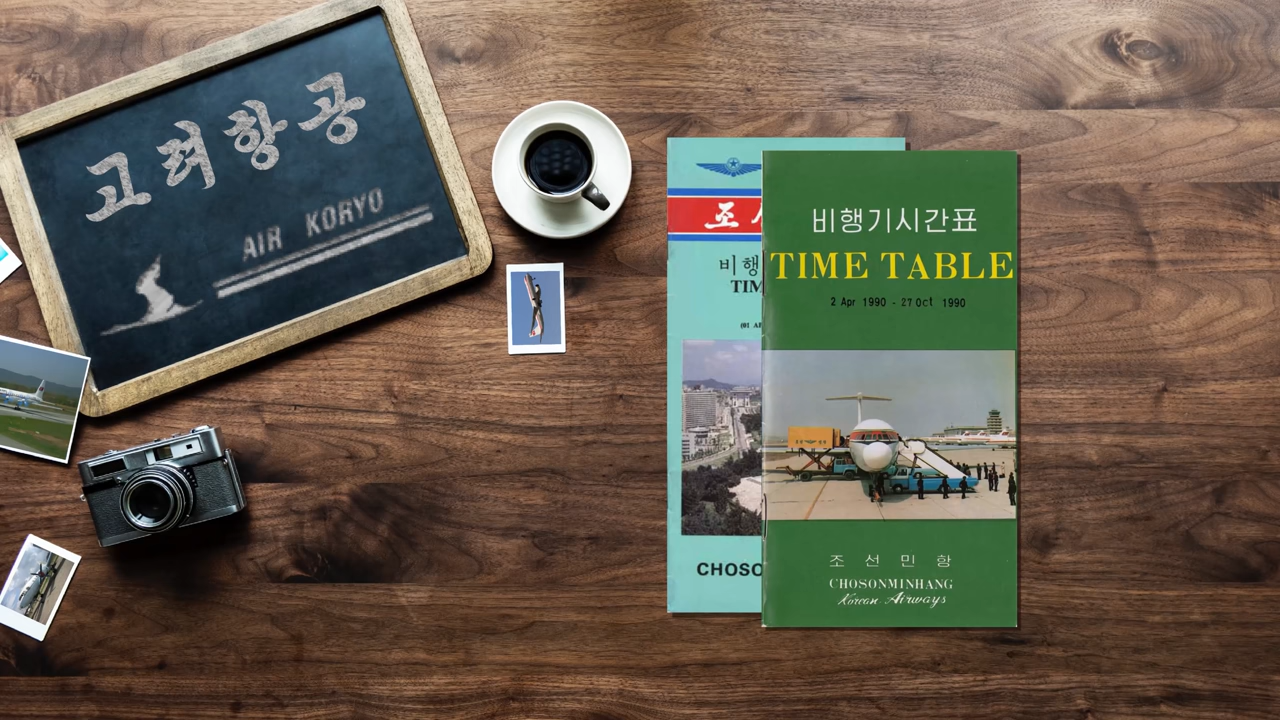 고려항공
AIR KORYO
조
비행
TIM
(01 A
CHOSO
비행기시간표
TIME TABLE
2 Apr 1990 - 27 Oct 1990
조선민항
CHOSONMINHANG
Korean Airways